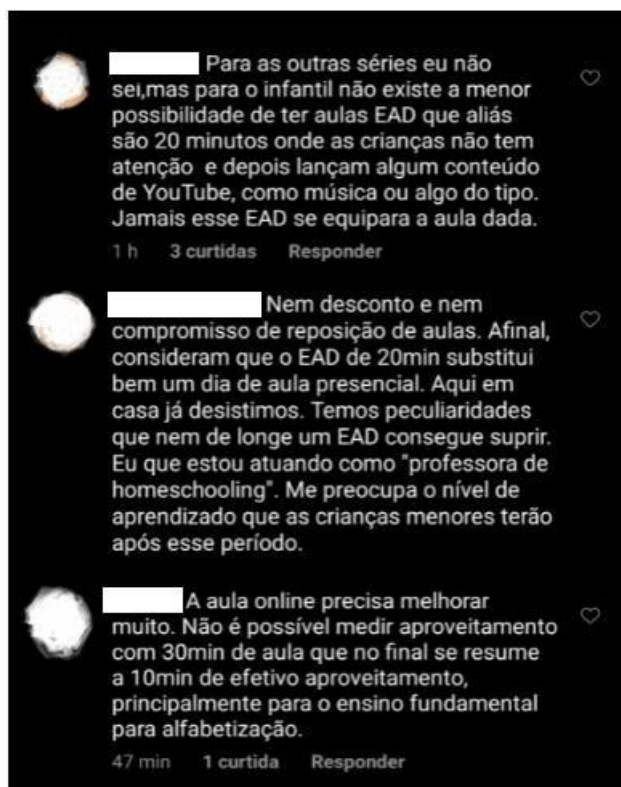 Para as outras séries eu não
sei,mas para o infantil não existe a menor
possibilidade de ter aulas EAD que aliás
são 20 minutos onde as crianças não tem
atenção e depois lançam algum conteúdo
de YouTube, como música ou algo do tipo.
Jamais esse EAD se equipara a aula dada.
1 h 3 curtidas Responder
Nem desconto e nem
compromisso de reposição de aulas. Afinal,
consideram que o EAD de 20min substitui
bem um dia de aula presencial. Aqui em
casa já desistimos. Temos peculiaridades
que nem de longe um EAD consegue suprir.
Eu que estou atuando como "professora de
homeschooling". Me preocupa o nível de
aprendizado que as crianças menores terão
após esse período.
A aula online precisa melhorar
muito. Não é possível medir aproveitamento
com 30min de aula que no final se resume
a 10min de efetivo aproveitamento,
principalmente para o ensino fundamental
para alfabetização.
47 min 1 curtida Responder